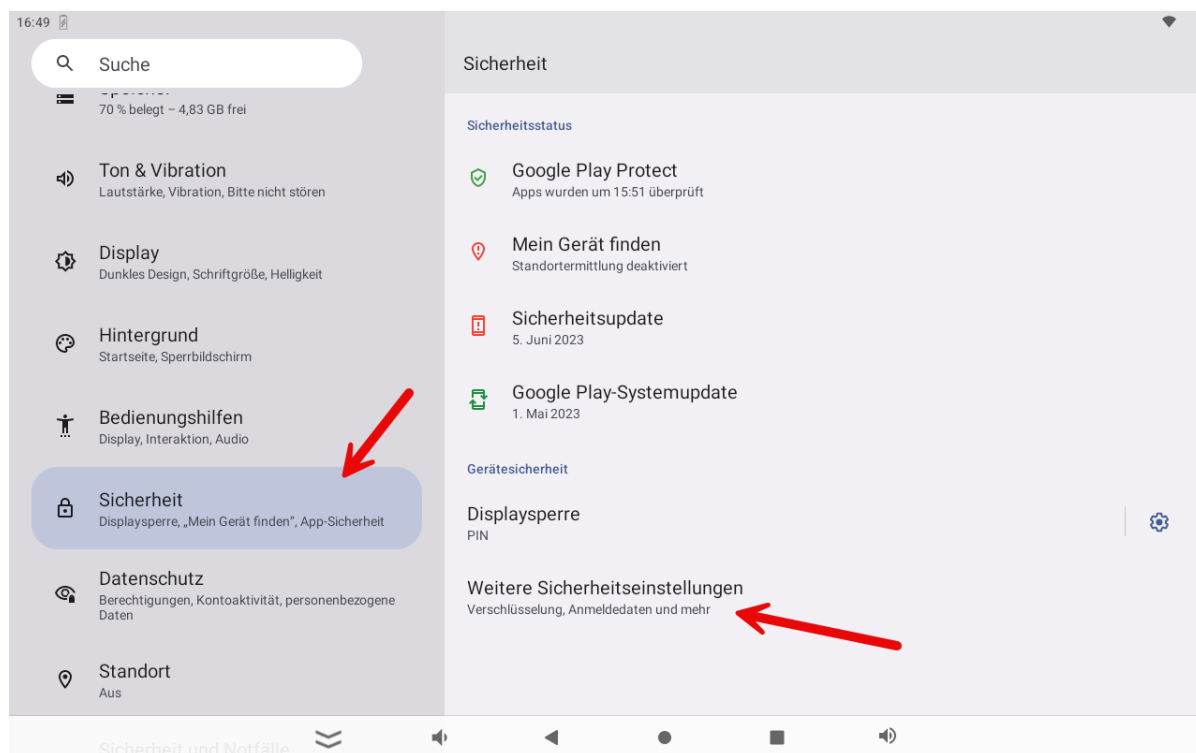 16:49
Suche
Speicher
70 % belegt – 4,83 GB frei
Ton & Vibration
Lautstärke, Vibration, Bitte nicht stören
Display
Dunkles Design, Schriftgröße, Helligkeit
Hintergrund
Startseite, Sperrbildschirm
Bedienungshilfen
Display, Interaktion, Audio
Sicherheit
Displaysperre, „Mein Gerät finden“, App-Sicherheit
Datenschutz
Berechtigungen, Kontoaktivität, personenbezogene
Daten
Standort
Aus
Sicherheit und Notfälle
Sicherheit
Sicherheitsstatus
Google Play Protect
Apps wurden um 15:51 überprüft
Mein Gerät finden
Standortermittlung deaktiviert
Sicherheitsupdate
5. Juni 2023
Google Play-Systemupdate
1. Mai 2023
Gerätesicherheit
Displaysperre
PIN
Weitere Sicherheitseinstellungen
Verschlüsselung, Anmeldedaten und mehr